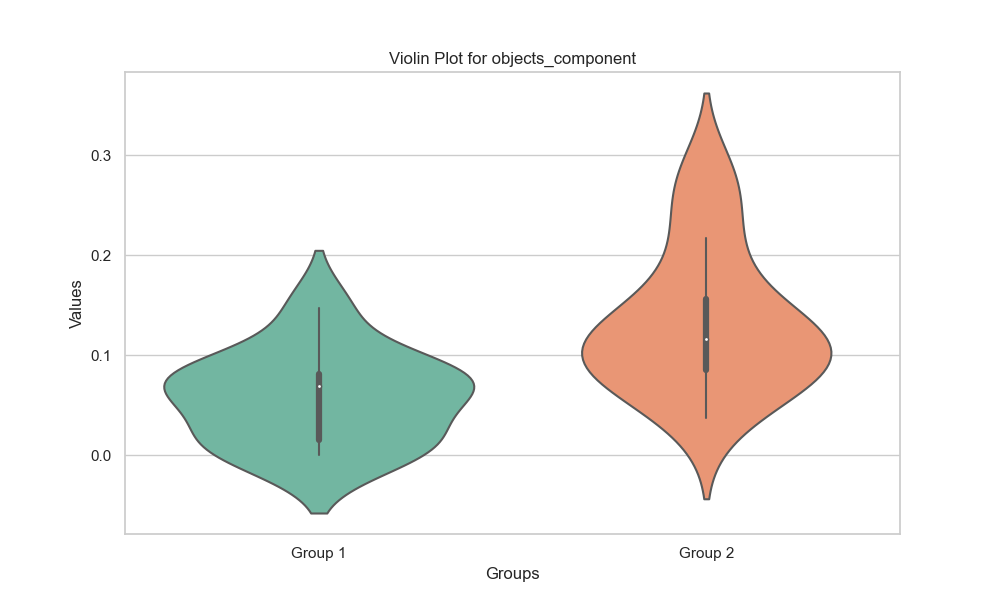 Violin Plot for objects_component
Values
0.3
0.2
0.1
0.0
Group 1
Group 2
Groups